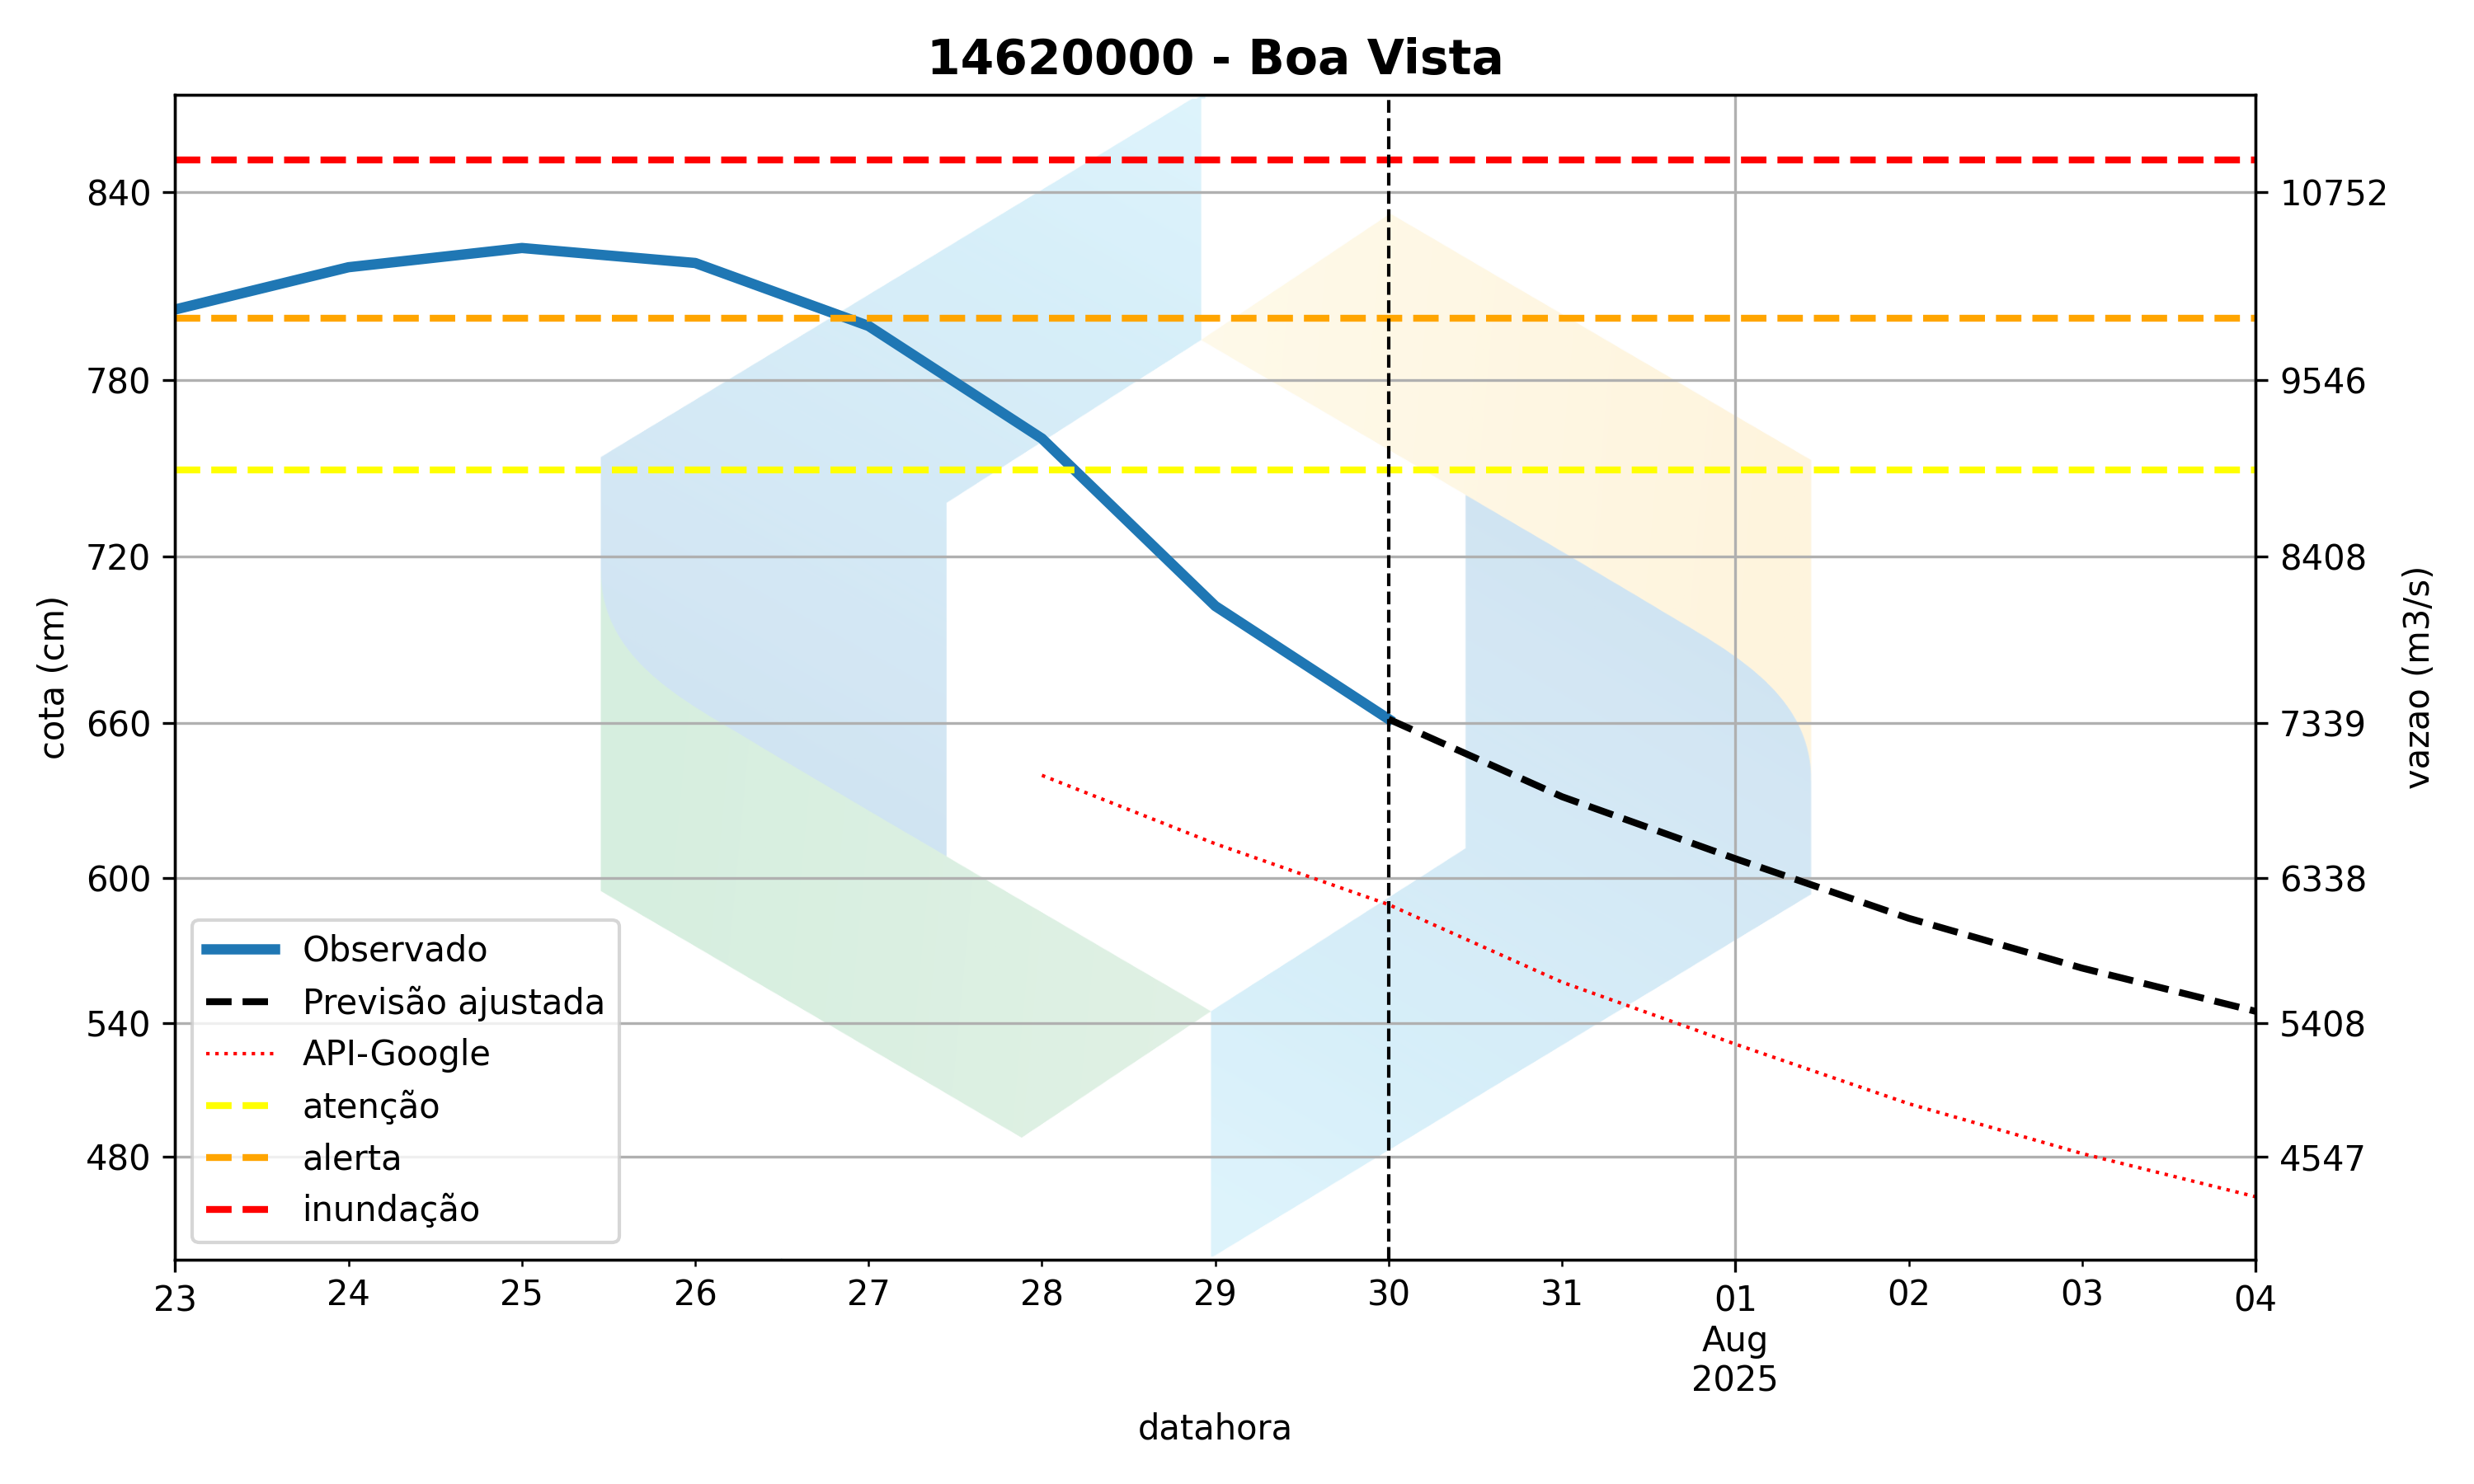 14620000 - Boa Vista
cota (cm)
840
780
720
660
600
540
480
10752
9546
8408
7339
6338
5408
4547
vazao (m3/s)
Observado
Previsão ajustada
API-Google
atenção
alerta
inundação
23 24 25 26 27 28 29 30 31 01 02 03 04
Aug
2025
datahora